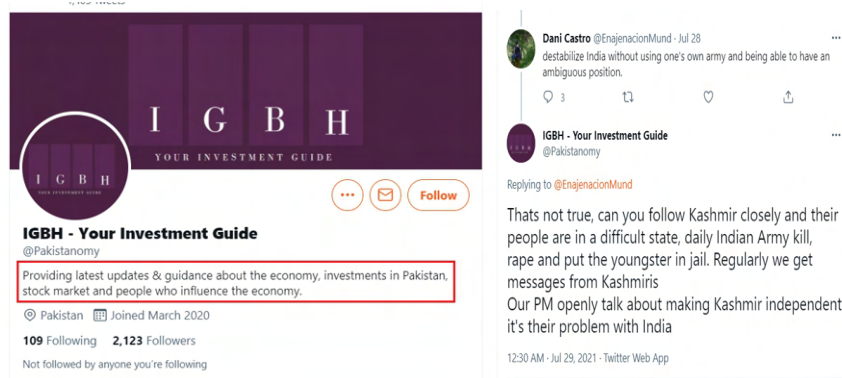 I G B H
YOUR INVESTMENT GUIDE
I G B H
YOUR INVESTMENT GUIDE
Follow
IGBH - Your Investment Guide
@Pakistanomy
Providing latest updates & guidance about the economy, investments in Pakistan,
stock market and people who influence the economy.
Pakistan Joined March 2020
109 Following 2,123 Followers
Not followed by anyone you're following
Dani Castro @EnajenacionMund · Jul 28
destabilize India without using one's own army and being able to have an
ambiguous position.
3
IGBH - Your Investment Guide
@Pakistanomy
Replying to @EnajenacionMund
Thats not true, can you follow Kashmir closely and their
people are in a difficult state, daily Indian Army kill,
rape and put the youngster in jail. Regularly we get
messages from Kashmiris
Our PM openly talk about making Kashmir independent
it's their problem with India
12:30 AM · Jul 29, 2021 · Twitter Web App